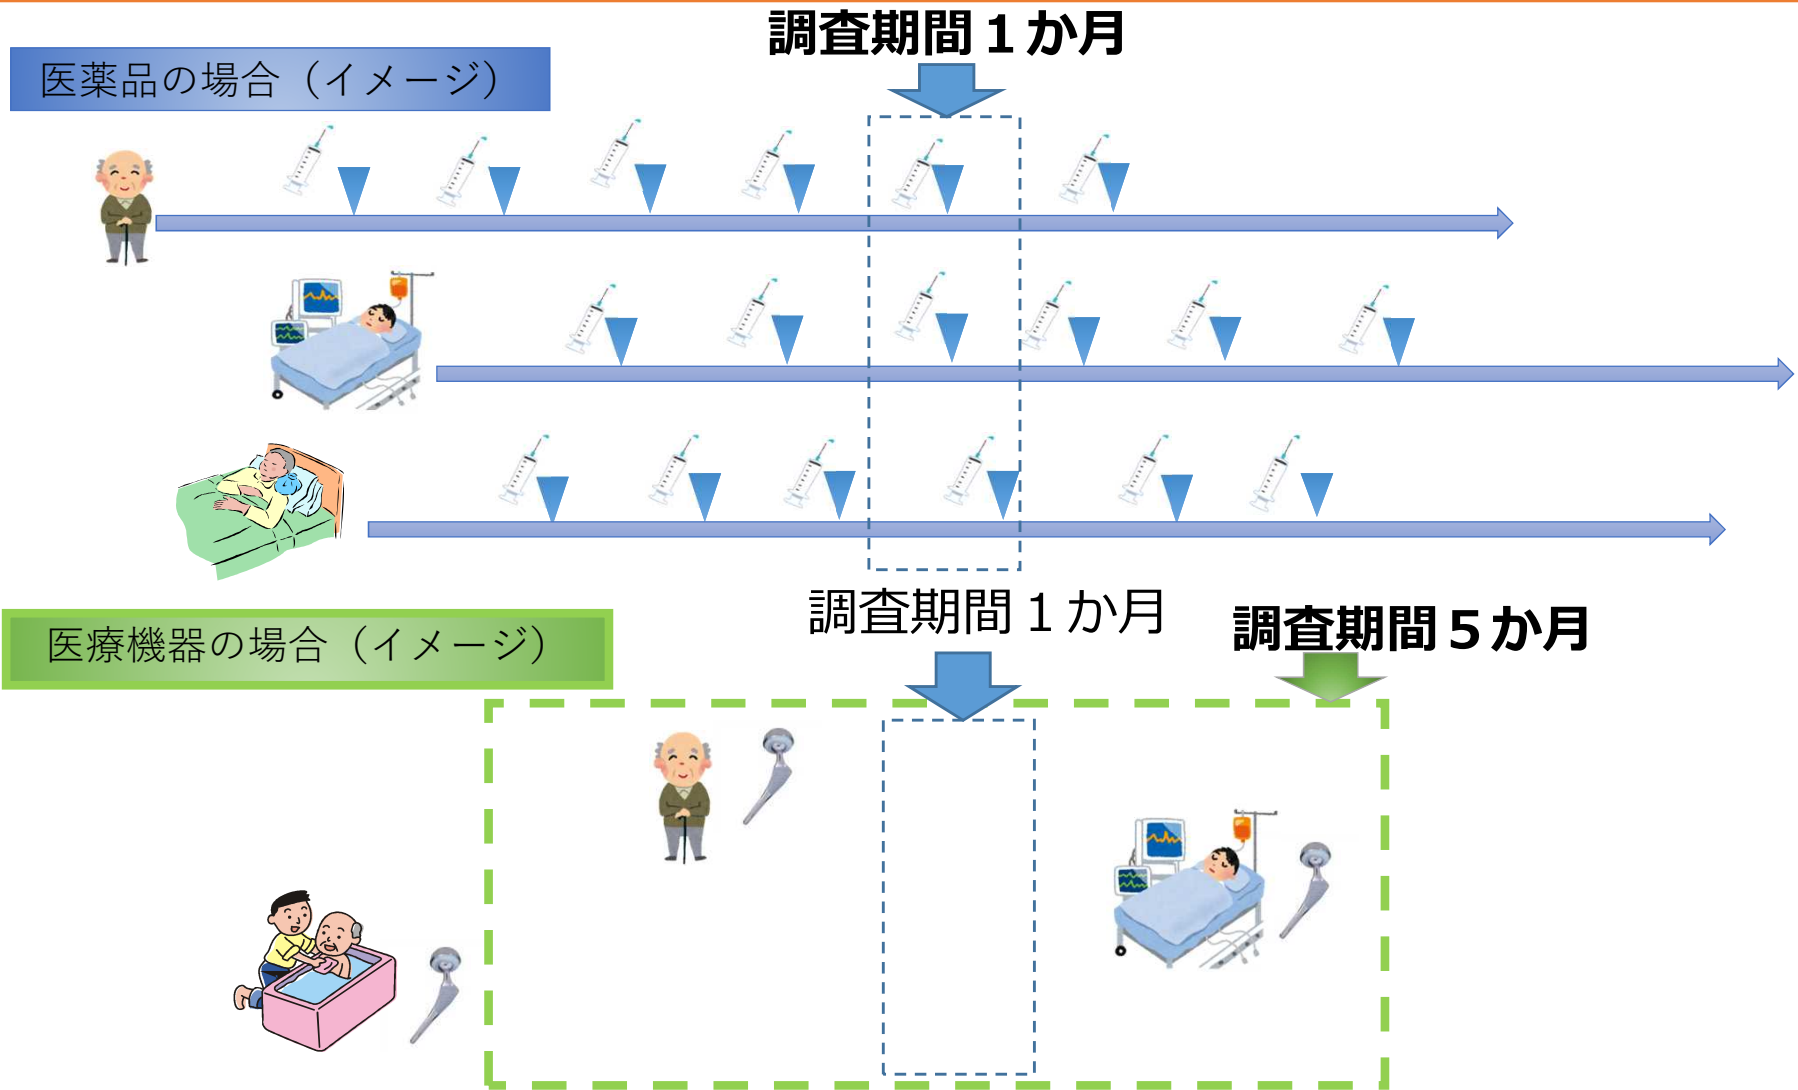 調査期間１か月
医薬品の場合（イメージ）
調査期間１か月
調査期間５か月
医療機器の場合（イメージ）